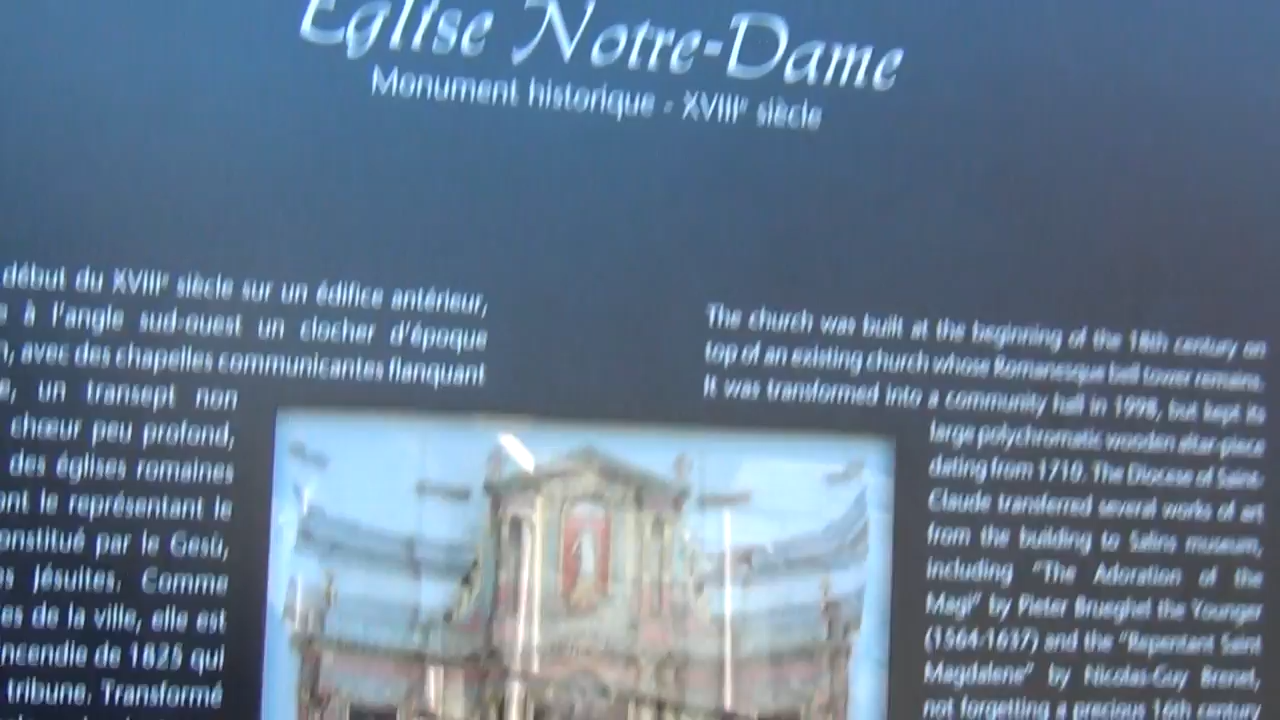 Eglise Notre-Dame
Monument historique - XVIIIe siècle
début du XVIIIe siècle sur un édifice antérieur,
à l'angle sud-ouest un clocher d'époque
avec des chapelles communicantes flanquant
un transept non
chœur peu profond,
des églises romaines
le représentant le
par le Gesù,
Jésuites. Comme
de la ville, elle est
de 1825 qui
tribune. Transformé
The church was built at the beginning of the 18th century on
top of an existing church whose Romanesque bell tower remains.
It was transformed into a community hall in 1998, but kept its
large polychromatic wooden altar-piece
dating from 1710. The Diocese of Saint-
Claude transferred several works of art
from the building to Salins museum,
including "The Adoration of the
Magi" by Pieter Brueghel the Younger
(1564-1637) and the "Repentant Saint
Magdalene" by Nicolas-Guy Brenet,
not forgetting a precious 16th century